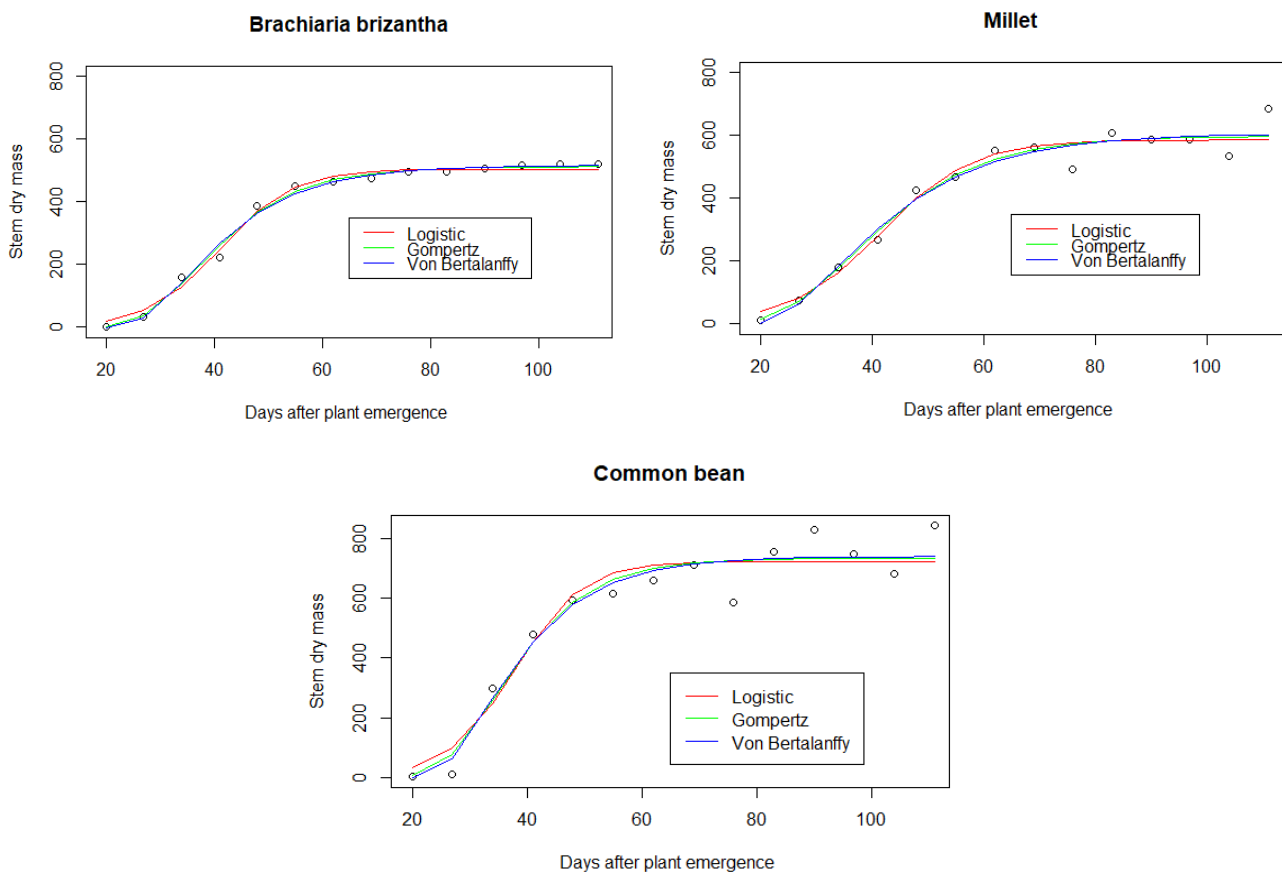 Brachiaria brizantha
Stem dry mass
800
600
400
200
0
Logistic
Gompertz
Von Bertalanffy
20 40 60 80 100
Days after plant emergence
Millet
Stem dry mass
800
600
400
200
0
Logistic
Gompertz
Von Bertalanffy
20 40 60 80 100
Days after plant emergence
Common bean
Stem dry mass
800
600
400
200
0
Logistic
Gompertz
Von Bertalanffy
20 40 60 80 100
Days after plant emergence